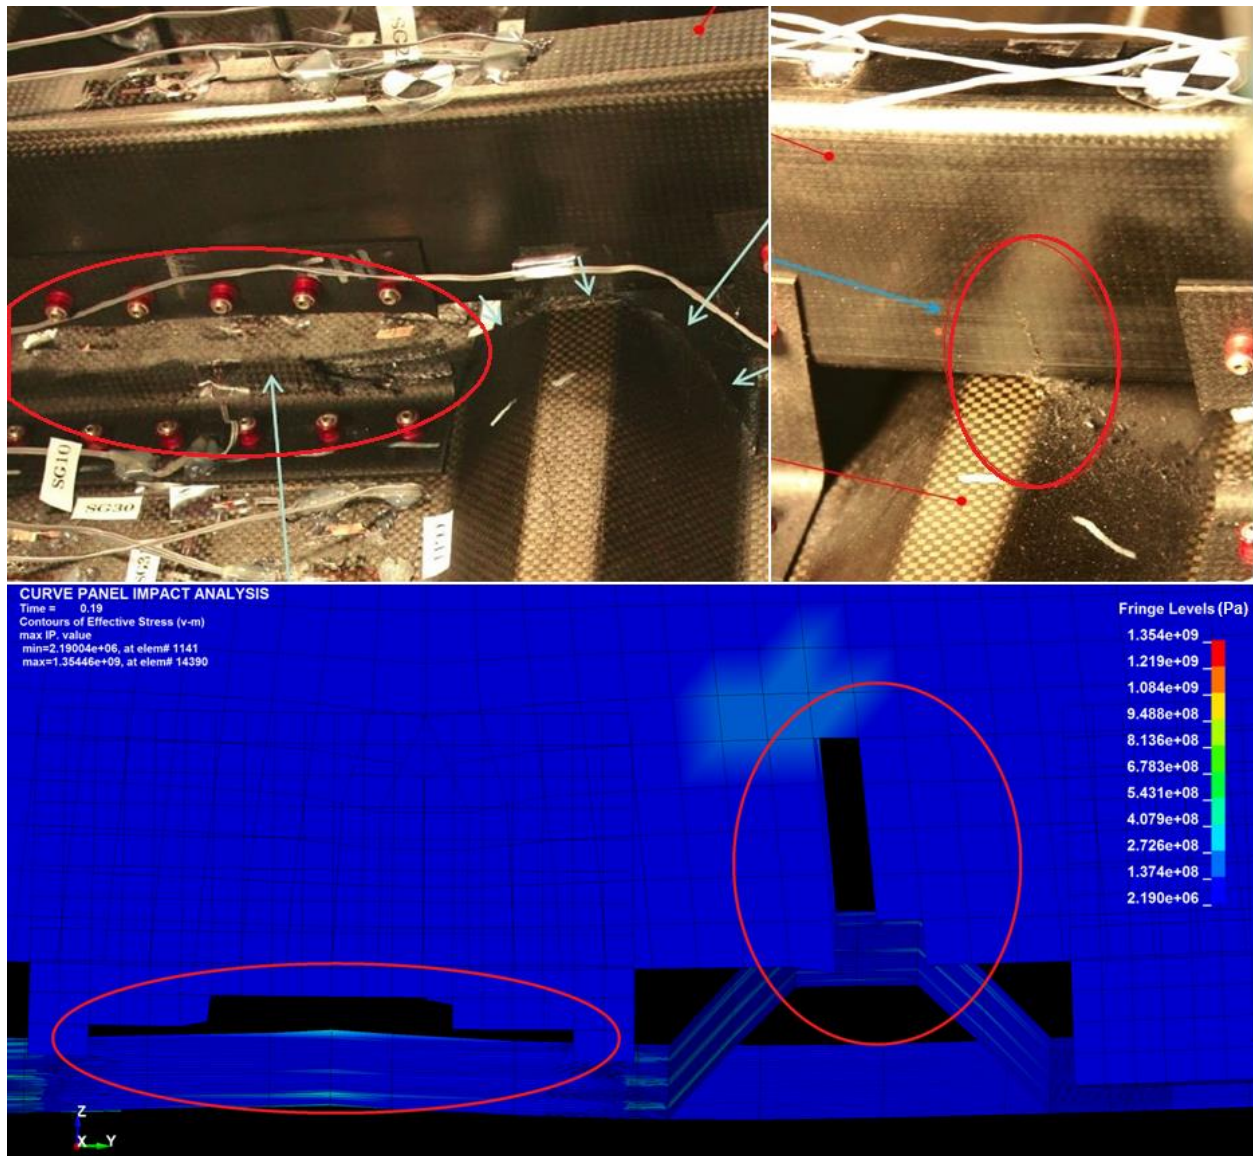 SG2
SG10
SG30
SG2
CURVE PANEL IMPACT ANALYSIS
Time = 0.19
Contours of Effective Stress (v-m)
max IP. value
min=2.19004e+06, at elem# 1141
max=1.35446e+09, at elem# 14390
Fringe Levels (Pa)
1.354e+09
1.219e+09
1.084e+09
9.488e+08
8.136e+08
6.783e+08
5.431e+08
4.079e+08
2.726e+08
1.374e+08
2.190e+06
Z
X Y